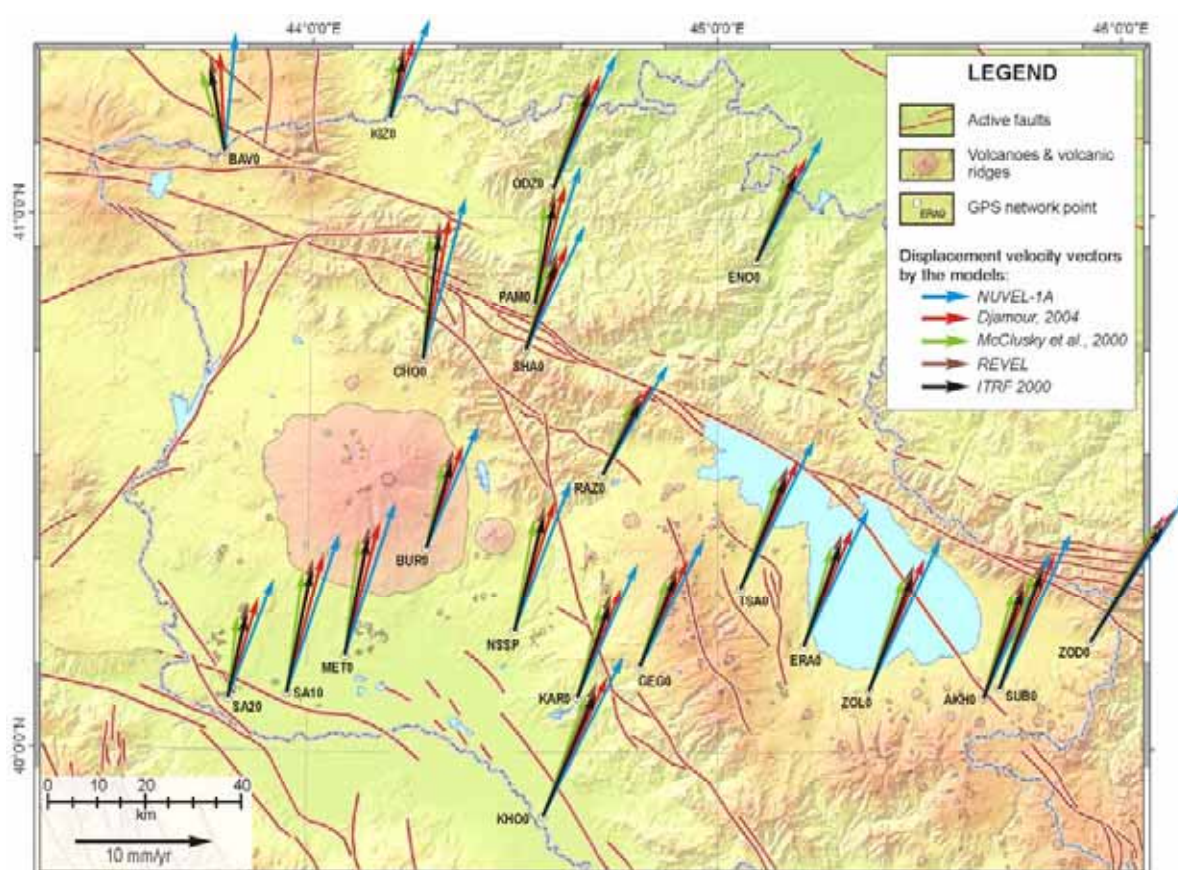 44°0'0"E
45°0'0"E
46°0'0"E
41°0'0"N
40°0'0"N
LEGEND
Active faults
Volcanoes & volcanic
ridges
ERA0
GPS network point
Displacement velocity vectors
by the models:
NUVEL-1A
Djamour, 2004
McClusky et al., 2000
REVEL
ITRF 2000
BAV0
KIZ0
ODZ0
ENO0
PAM0
SHA0
CHO0
RAZ0
BUR0
TSA0
NSSP
MET0
SA10
SA20
KAR0
GEG0
ERA0
ZOL0
AKH0
SUB0
ZOD0
KHO0
0 10 20 40
km
10 mm/yr